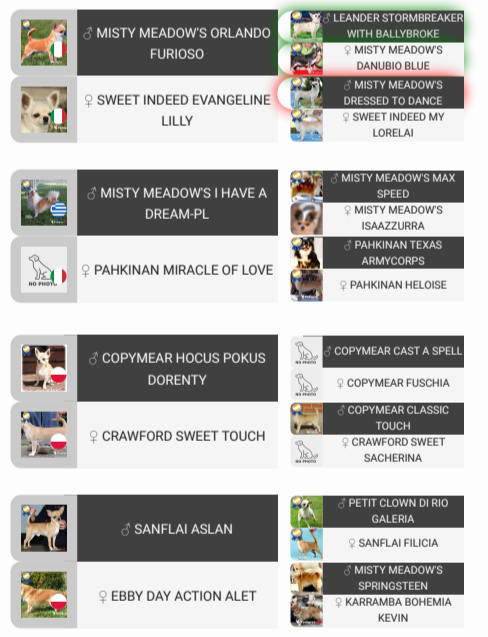 ♂ MISTY MEADOW'S ORLANDO
FURIOSO
♀ SWEET INDEED EVANGELINE
LILLY
♂ LEANDER STORMBREAKER
WITH BALLYBROKE
♀ MISTY MEADOW'S
DANUBIO BLUE
♂ MISTY MEADOW'S
DRESSED TO DANCE
♀ SWEET INDEED MY
LORELAI
♂ MISTY MEADOW'S I HAVE A
DREAM-PL
NO PHOTO
♀ PAHKINAN MIRACLE OF LOVE
♂ MISTY MEADOW'S MAX
SPEED
♀ MISTY MEADOW'S
ISAAZZURRA
♂ PAHKINAN TEXAS
ARMYCORPS
♀ PAHKINAN HELOISE
♂ COPYMEAR HOCUS POKUS
DORENTY
♀ CRAWFORD SWEET TOUCH
NO PHOTO
♂ COPYMEAR CAST A SPELL
NO PHOTO
♀ COPYMEAR FUSCHIA
♂ COPYMEAR CLASSIC
TOUCH
NO PHOTO
♀ CRAWFORD SWEET
SACHERINA
♂ SANFLAI ASLAN
♀ EBBY DAY ACTION ALET
♂ PETIT CLOWN DI RIO
GALERIA
♀ SANFLAI FILICIA
♂ MISTY MEADOW'S
SPRINGSTEEN
♀ KARRAMBA BOHEMIA
KEVIN